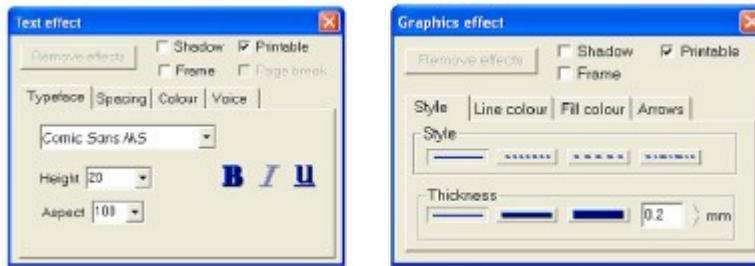 Text effect
Remove effects
Shadow
Printable
Frame
Page break
Typeface Spacing Colour Voice
Comic Sans MS
Height 20
Aspect 100
B I U
Graphics effect
Remove effects
Shadow
Printable
Frame
Style Line colour Fill colour Arrows
Style
Thickness
0.2 mm